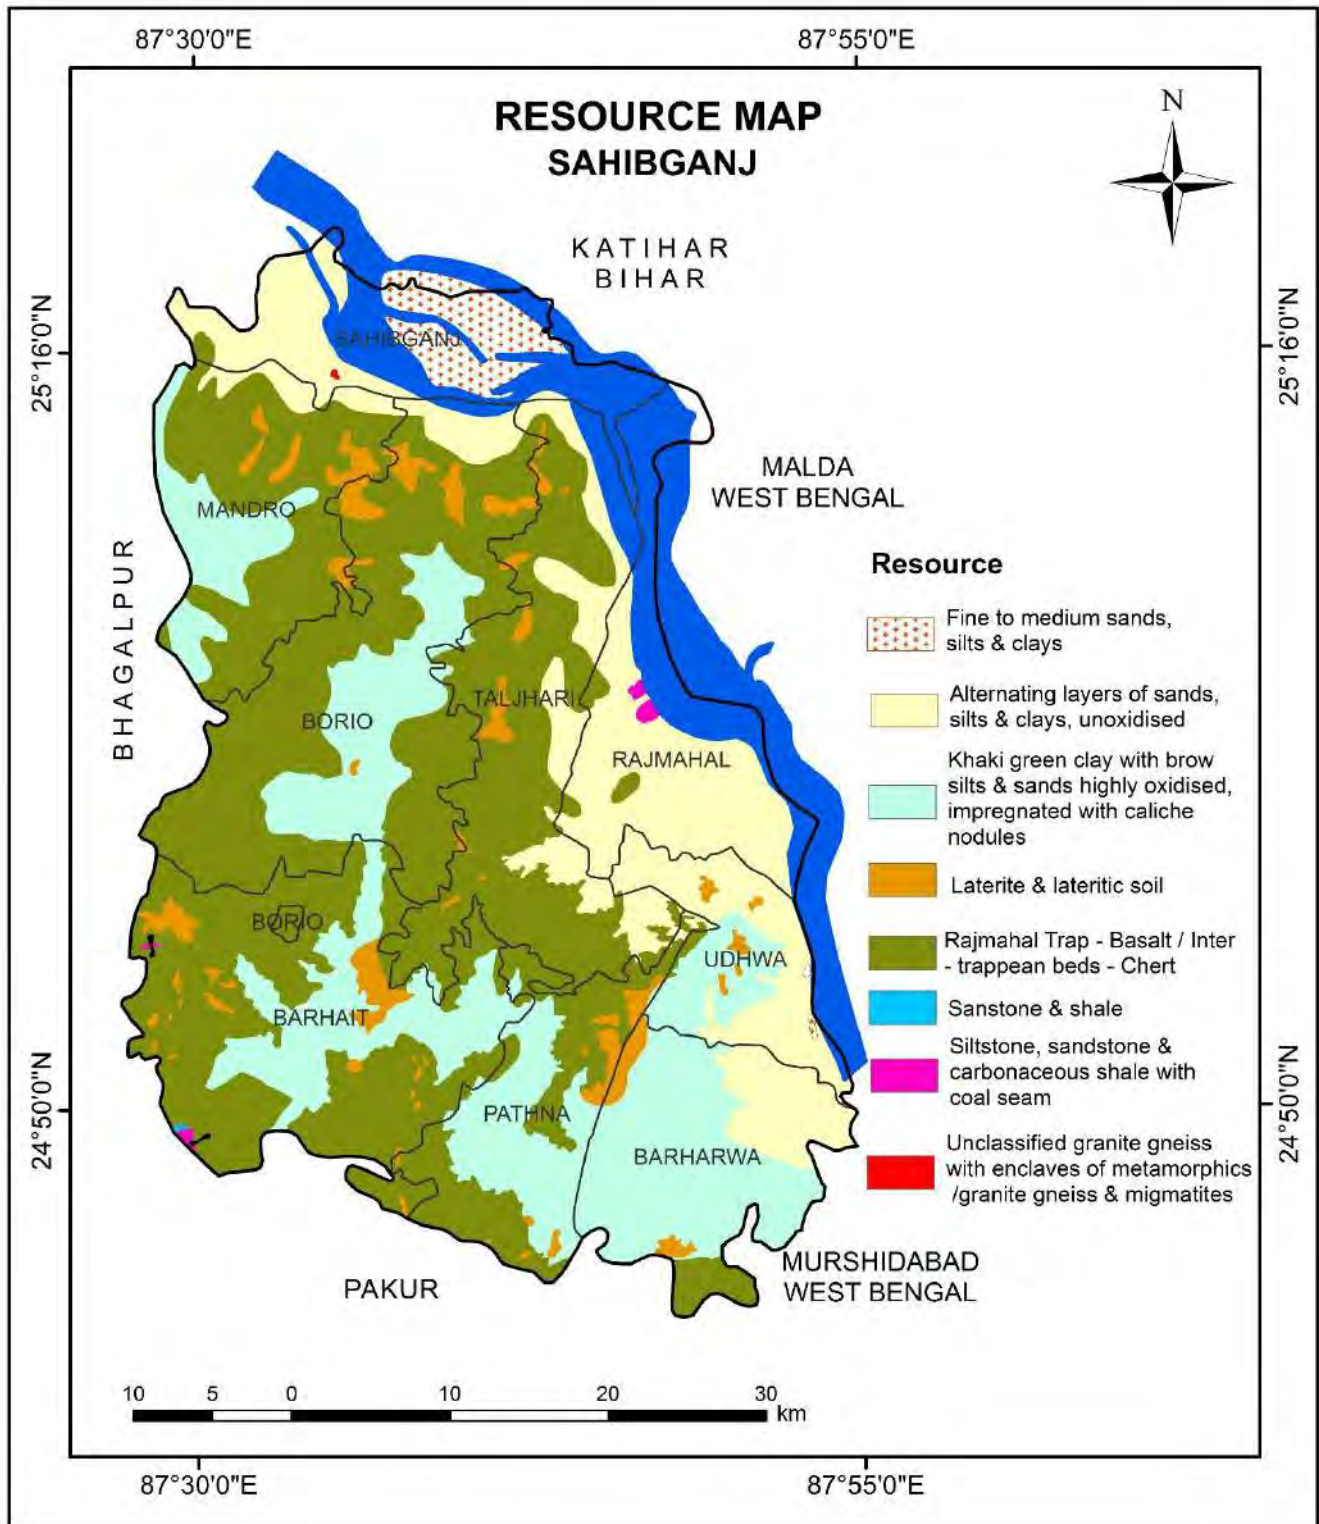 87°30'0"E
87°55'0"E
RESOURCE MAP
SAHIBGANJ
N
KATIHAR
BIHAR
25°16'0"N
25°16'0"N
SAHIBGANJ
MALDA
WEST BENGAL
MANDRO
BHAGALPUR
BORIO
TALJHARI
RAJMAHAL
BORIO
UDHWA
BARHAIT
PATHNA
BARHARWA
24°50'0"N
24°50'0"N
PAKUR
MURSHIDABAD
WEST BENGAL
Resource
Fine to medium sands,
silts & clays
Alternating layers of sands,
silts & clays, unoxidised
Khaki green clay with brow
silts & sands highly oxidised,
impregnated with caliche
nodules
Laterite & lateritic soil
Rajmahal Trap - Basalt / Inter
- trappean beds - Chert
Sanstone & shale
Siltstone, sandstone &
carbonaceous shale with
coal seam
Unclassified granite gneiss
with enclaves of metamorphics
/granite gneiss & migmatites
10 5 0 10 20 30
km
87°30'0"E
87°55'0"E